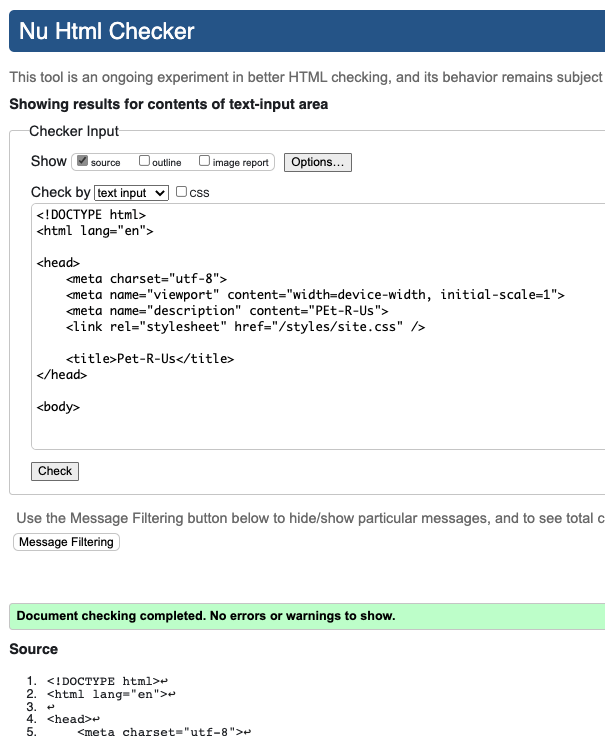 Nu Html Checker
This tool is an ongoing experiment in better HTML checking, and its behavior remains subject
Showing results for contents of text-input area
Checker Input
Show source outline image report Options...
Check by text input CSS
<!DOCTYPE html>
<html lang="en">
<head>
<meta charset="utf-8">
<meta name="viewport" content="width=device-width, initial-scale=1">
<meta name="description" content="PEt-R-Us">
<link rel="stylesheet" href="/styles/site.css" />
<title>Pet-R-Us</title>
</head>
<body>
Check
Use the Message Filtering button below to hide/show particular messages, and to see total c
Message Filtering
Document checking completed. No errors or warnings to show.
Source
1. <!DOCTYPE html>↩
2. <html lang="en">↩
3. ↩
4. <head>↩
5. <meta charset="utf-8">↩